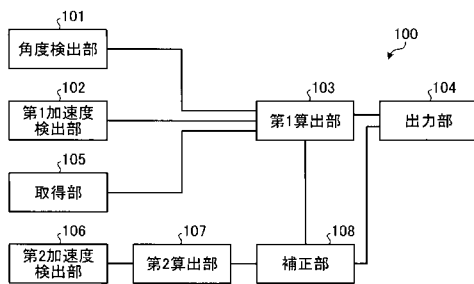 101
角度検出部
100
102
第1加速度
検出部
103
第1算出部
104
出力部
105
取得部
106
第2加速度
検出部
107
第2算出部
108
補正部